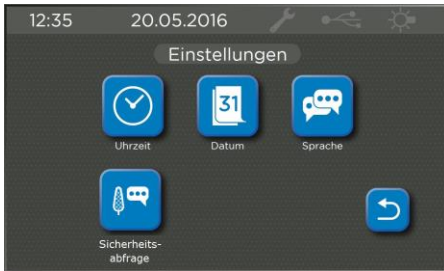 12:35 20.05.2016
Einstellungen
31
Uhrzeit Datum Sprache
Sicherheits-
abfrage